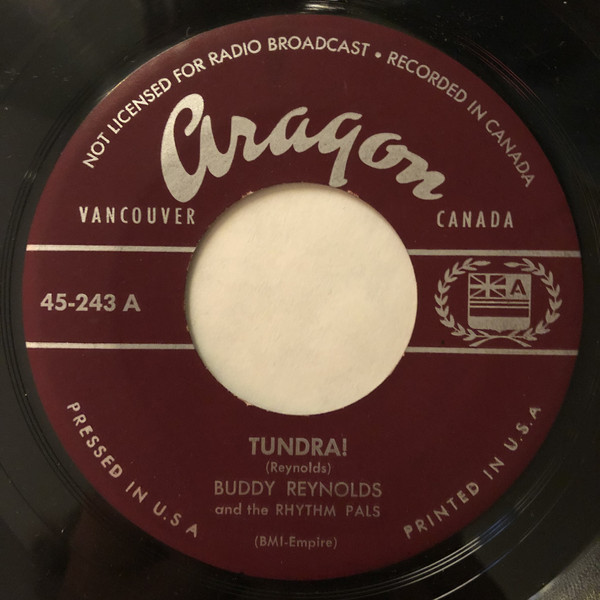 NOT LICENSED FOR RADIO BROADCAST • RECORDED IN CANADA
Aragon
VANCOUVER CANADA
45-243 A
A
TUNDRA!
(Reynolds)
BUDDY REYNOLDS
and the RHYTHM PALS
(BMI-Empire)
PRESSED IN U.S.A
PRINTED IN U.S.A